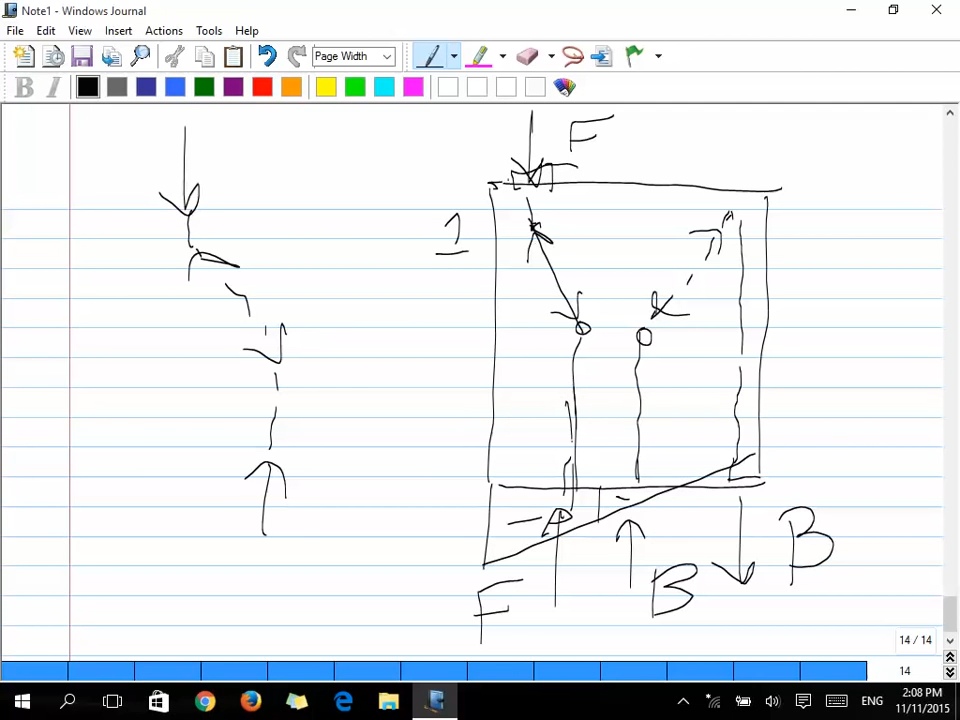 Note1 - Windows Journal
File Edit View Insert Actions Tools Help
Page Width
B I
F
1
F
B
B
14 / 14
14
ENG
2:08 PM
11/11/2015